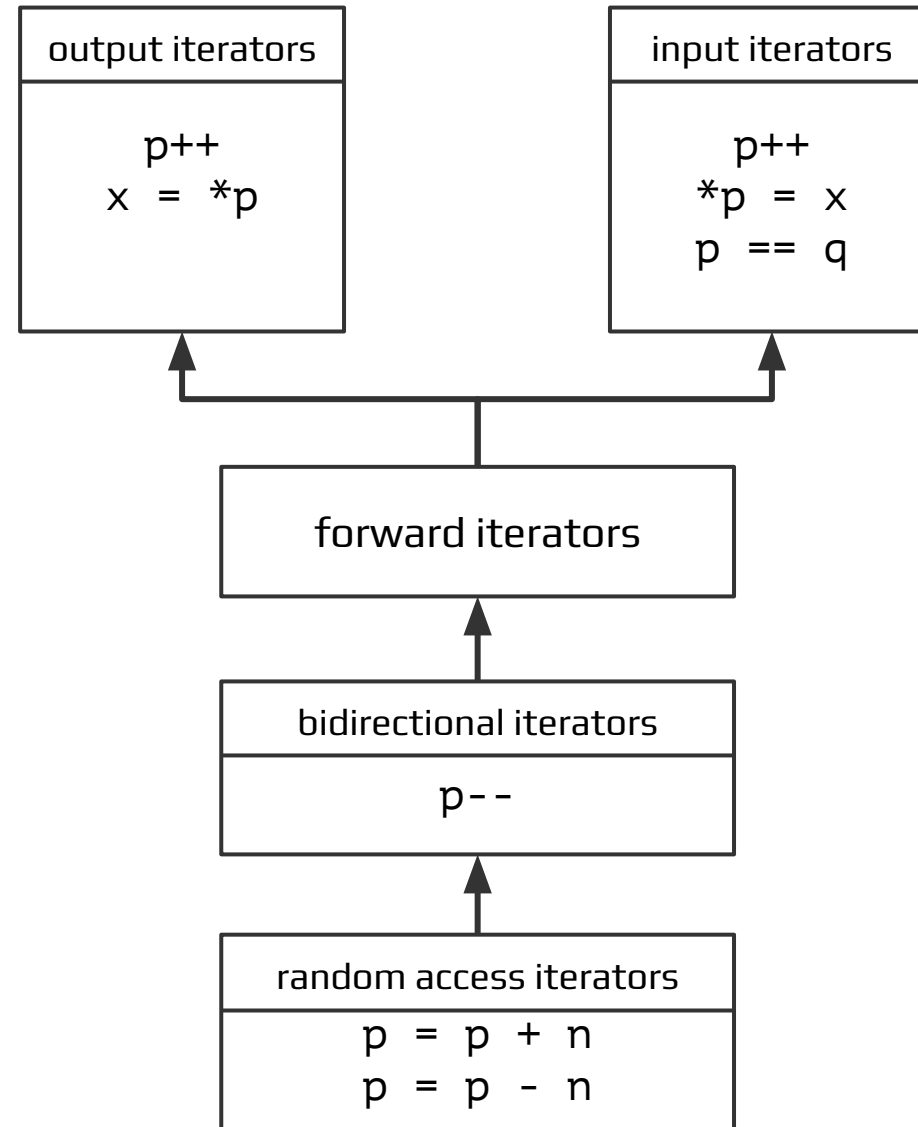 output iterators
p++
x = *p
input iterators
p++
*p = x
p == q
forward iterators
bidirectional iterators
p--
random access iterators
p = p + n
p = p - n